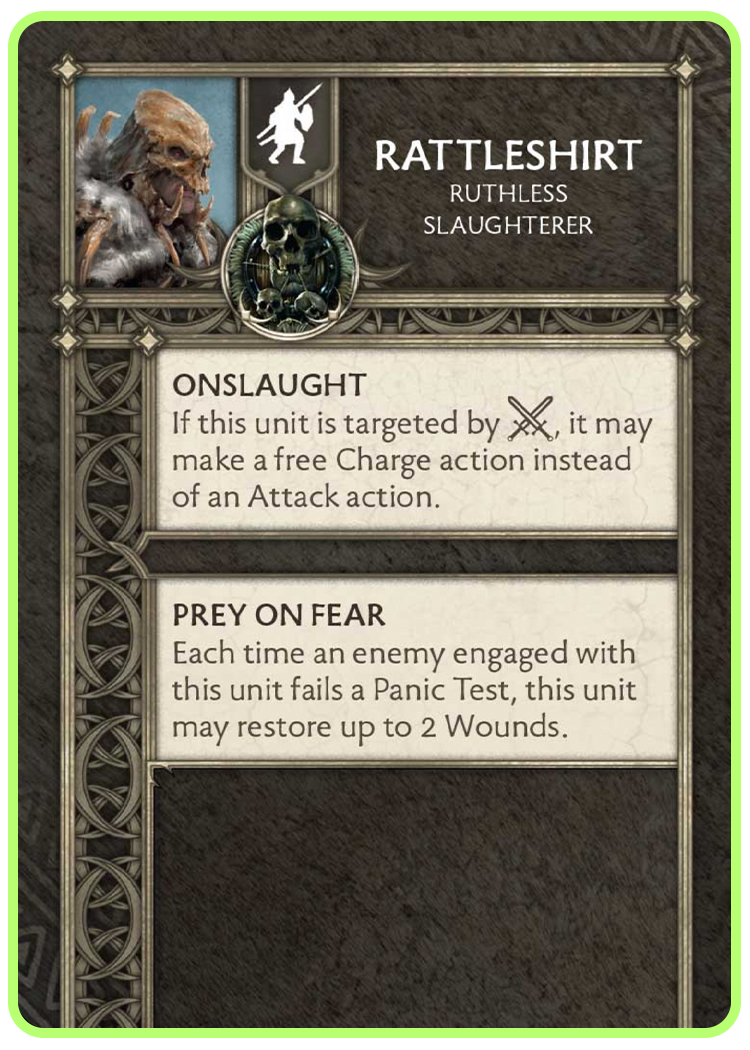 RATTLESHIRT
RUTHLESS
SLAUGHTERER
ONSLAUGHT
If this unit is targeted by , it may
make a free Charge action instead
of an Attack action.
PREY ON FEAR
Each time an enemy engaged with
this unit fails a Panic Test, this unit
may restore up to 2 Wounds.